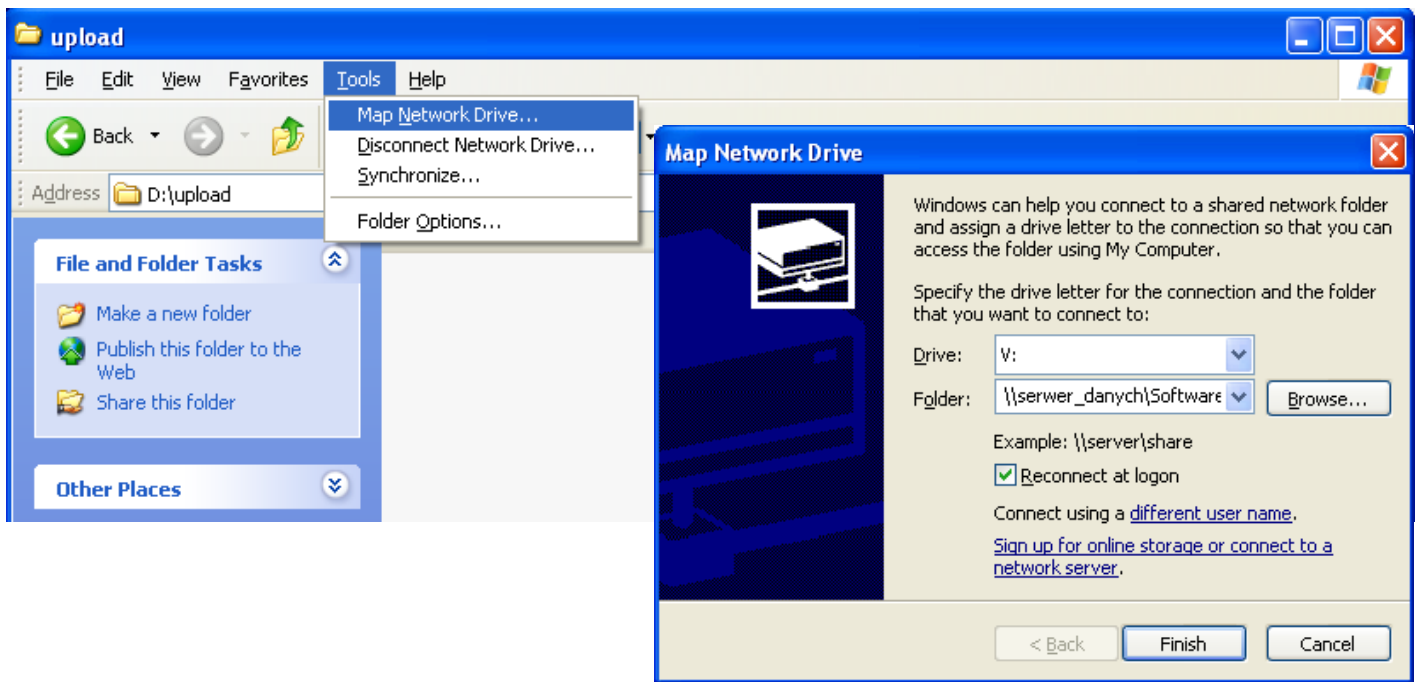 upload
File Edit View Favorites Tools Help
Map Network Drive...
Back
Disconnect Network Drive...
Synchronize...
Address D:\upload
Folder Options...
File and Folder Tasks
Make a new folder
Publish this folder to the
Web
Share this folder
Other Places
Map Network Drive
Windows can help you connect to a shared network folder
and assign a drive letter to the connection so that you can
access the folder using My Computer.
Specify the drive letter for the connection and the folder
that you want to connect to:
Drive: V:
Folder: \\serwer_danych\Software Browse...
Example: \\server\share
Reconnect at logon
Connect using a different user name.
Sign up for online storage or connect to a
network server.
< Back Finish Cancel